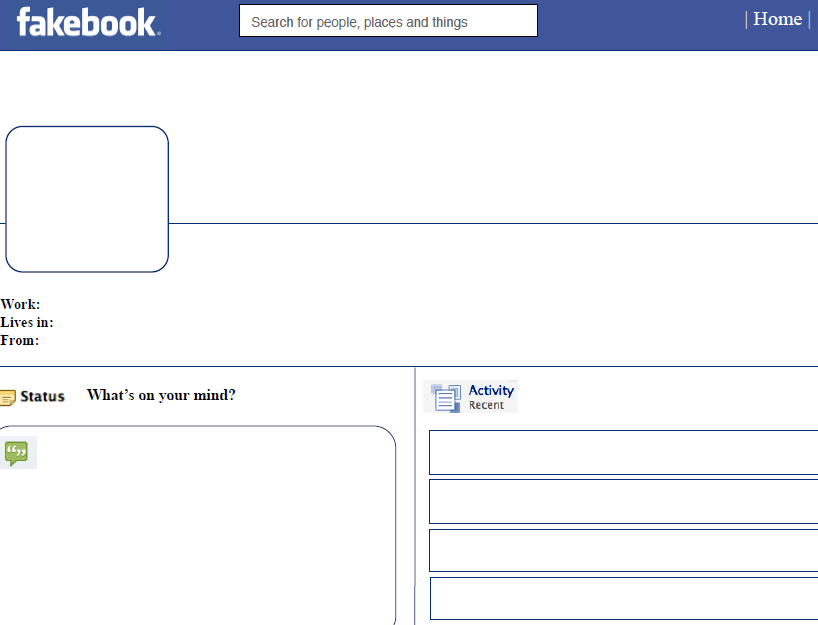 fakebook.
Search for people, places and things
| Home |
Work:
Lives in:
From:
Status
What's on your mind?
Activity
Recent